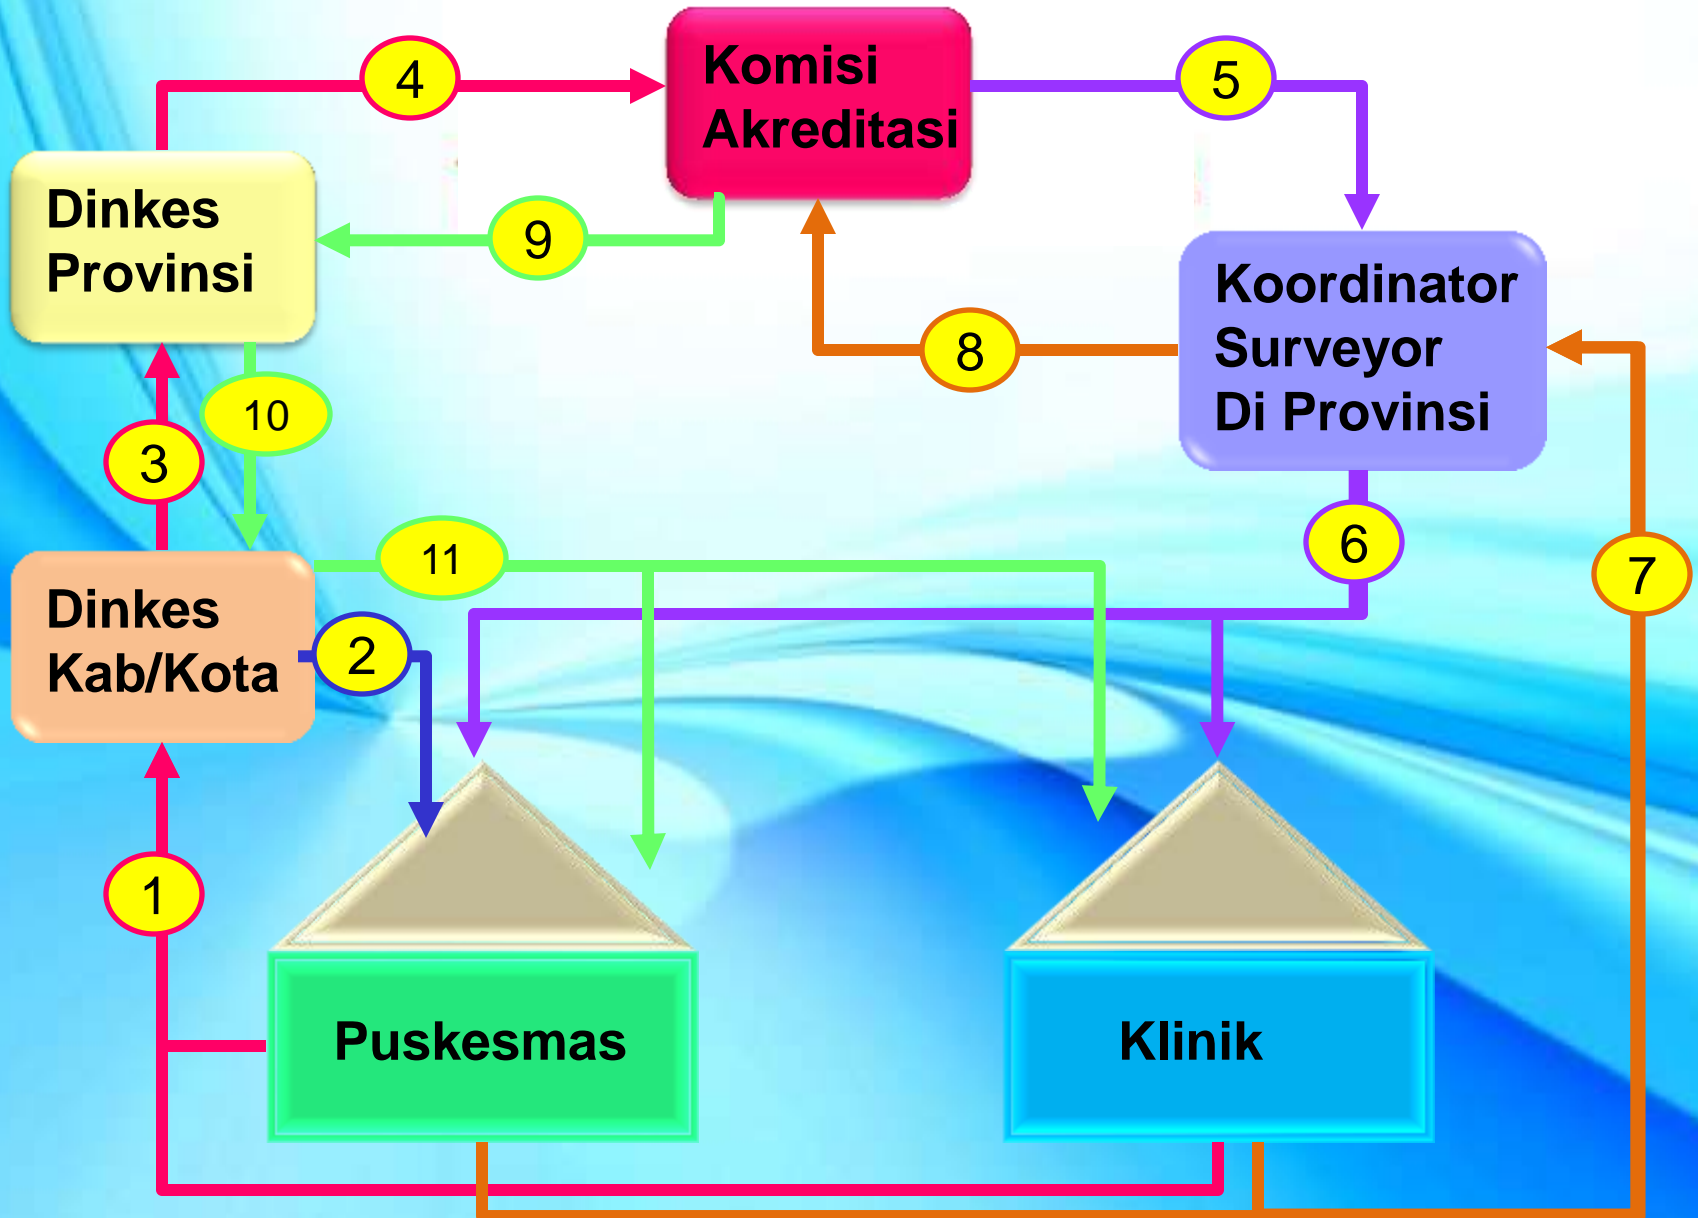 4
Komisi
Akreditasi
5
Dinkes
Provinsi
9
Koordinator
Surveyor
Di Provinsi
8
10
3
11
6
7
Dinkes
Kab/Kota
2
1
Puskesmas
Klinik